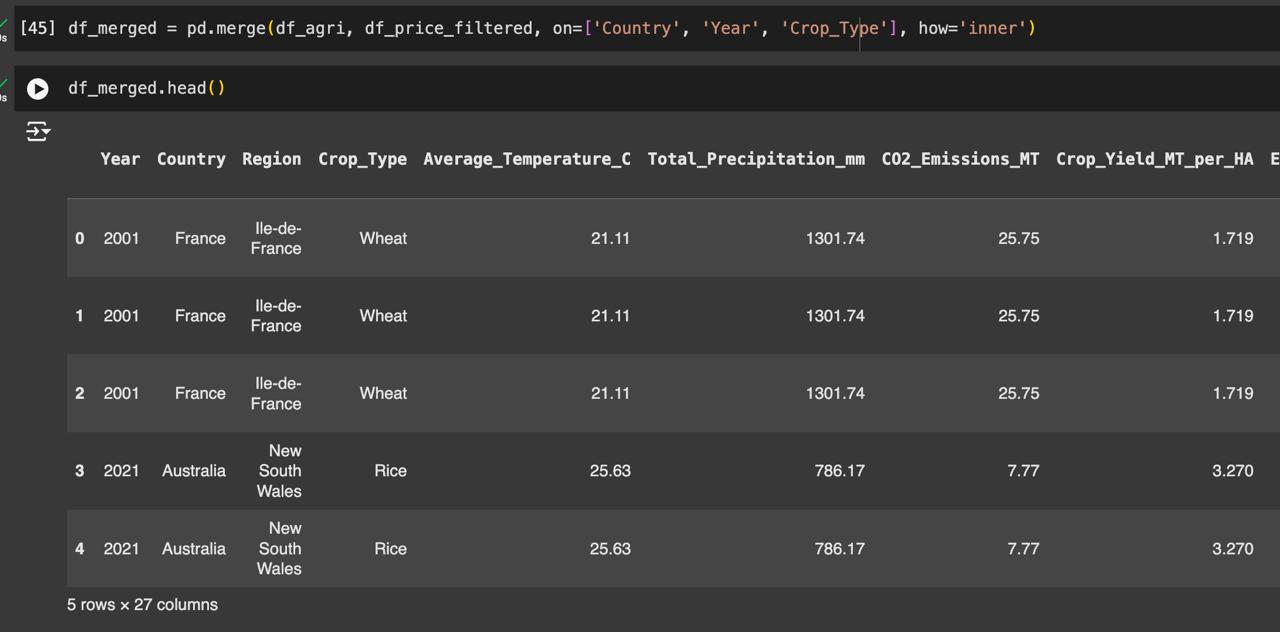 [45] df_merged = pd.merge(df_agri, df_price_filtered, on=['Country', 'Year', 'Crop_Type'], how='inner')
0s
df_merged.head()
0s
Year Country Region Crop_Type Average_Temperature_C Total_Precipitation_mm CO2_Emissions_MT Crop_Yield_MT_per_HA E
0 2001 France Ile-de-France Wheat 21.11 1301.74 25.75 1.719
1 2001 France Ile-de-France Wheat 21.11 1301.74 25.75 1.719
2 2001 France Ile-de-France Wheat 21.11 1301.74 25.75 1.719
3 2021 Australia New South Wales Rice 25.63 786.17 7.77 3.270
4 2021 Australia New South Wales Rice 25.63 786.17 7.77 3.270
5 rows × 27 columns